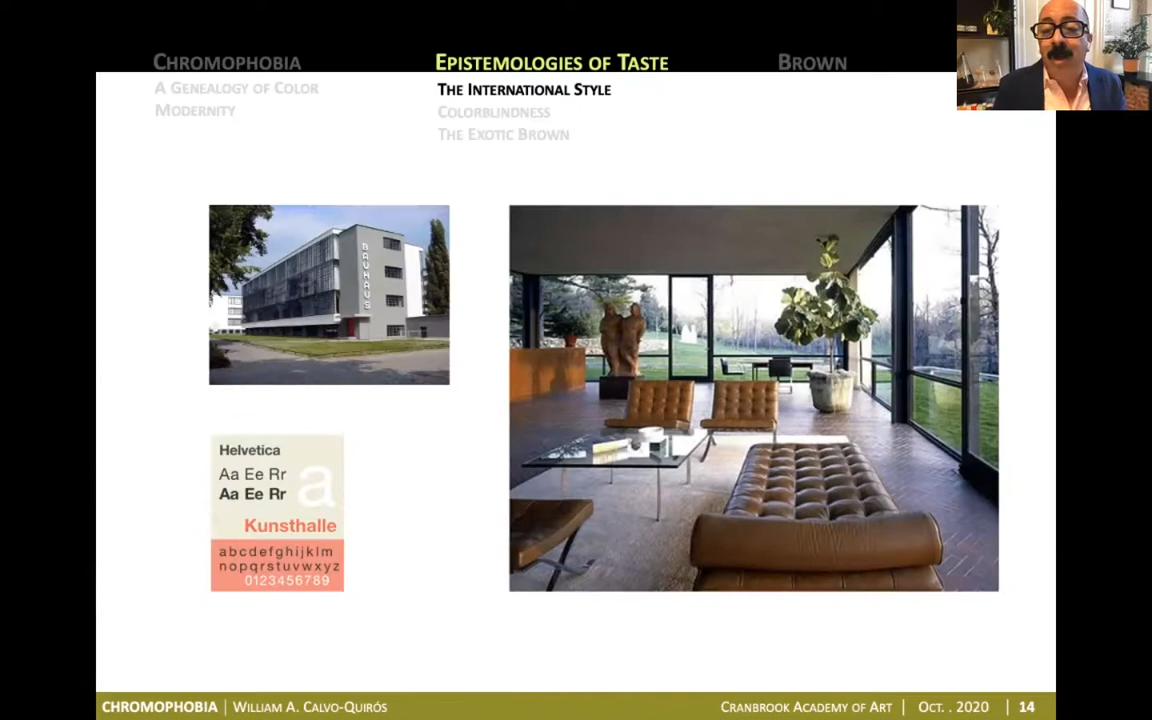 CHROMOPHOBIA
A GENEALOGY OF COLOR
MODERNITY
EPISTEMOLOGIES OF TASTE
THE INTERNATIONAL STYLE
COLORBLINDNESS
THE EXOTIC BROWN
BROWN
BAUHAUS
Helvetica
Aa Ee Rr
Aa Ee Rr
a
Kunsthalle
abcdefghijklm
nopqrstuvwxyz
0123456789
CHROMOPHOBIA | WILLIAM A. CALVO-QUIRÓS
CRANBROOK ACADEMY OF ART | OCT. . 2020 | 14